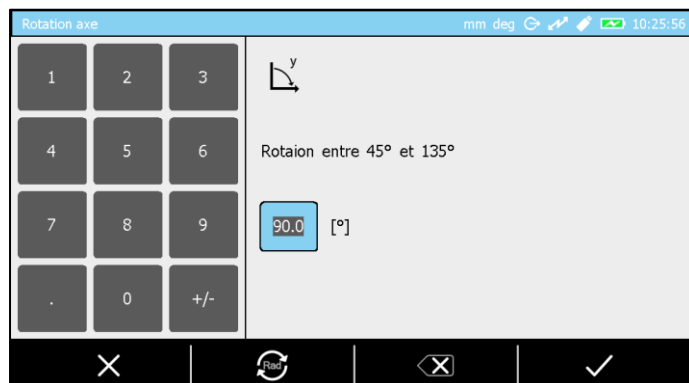 Rotation axe mm deg 10:25:56
1 2 3
y
4 5 6
Rotaion entre 45° et 135°
7 8 9
90.0 [°]
. 0 +/-
Rad